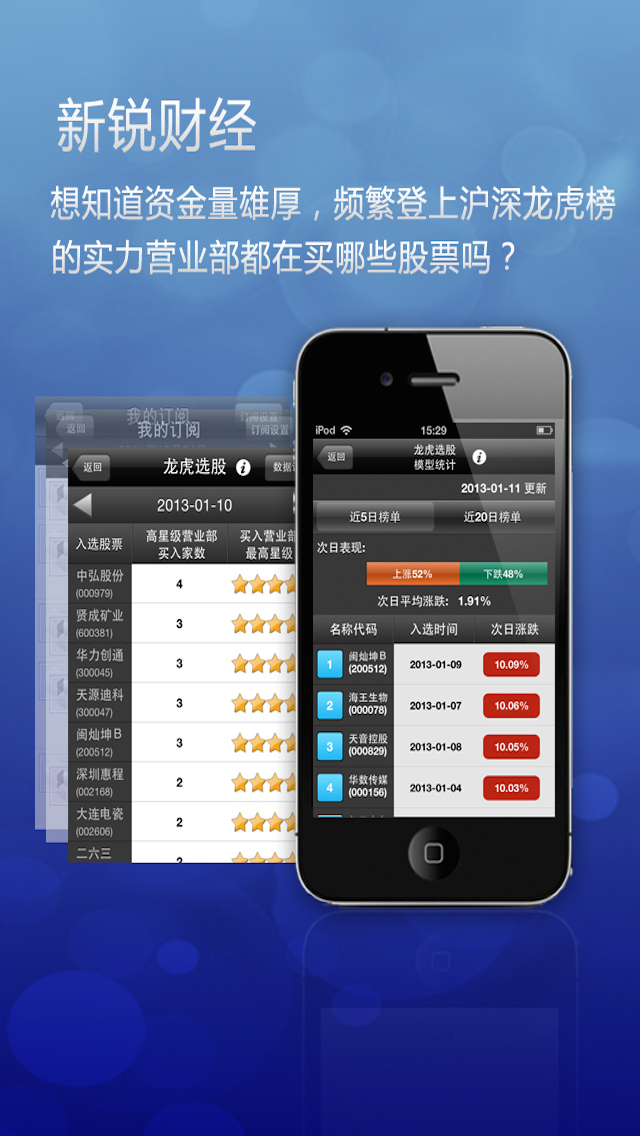 新锐财经
想知道资金量雄厚，频繁登上沪深龙虎榜
的实力营业部都在买哪些股票吗？
返回
我的订阅
订阅设置
返回
我的订阅
订阅设置
返回
龙虎选股
i
2013-01-10
入选股票
高星级营业部
买入家数
买入营业部
最高星级
中弘股份
(000979)
4
贤成矿业
(600381)
3
华力创通
(300045)
3
天源迪科
(300047)
3
闽灿坤B
(200512)
3
深圳惠程
(002168)
2
大连电瓷
(002606)
2
二六三
2
iPod
15:29
返回
龙虎选股
模型统计
i
2013-01-11 更新
近5日榜单
近20日榜单
次日表现:
上涨52%
下跌48%
次日平均涨跌: 1.91%
名称代码
入选时间
次日涨跌
1
闽灿坤B
(200512)
2013-01-09
10.09%
2
海王生物
(000078)
2013-01-07
10.06%
3
天音控股
(000829)
2013-01-08
10.05%
4
华数传媒
(000156)
2013-01-04
10.03%